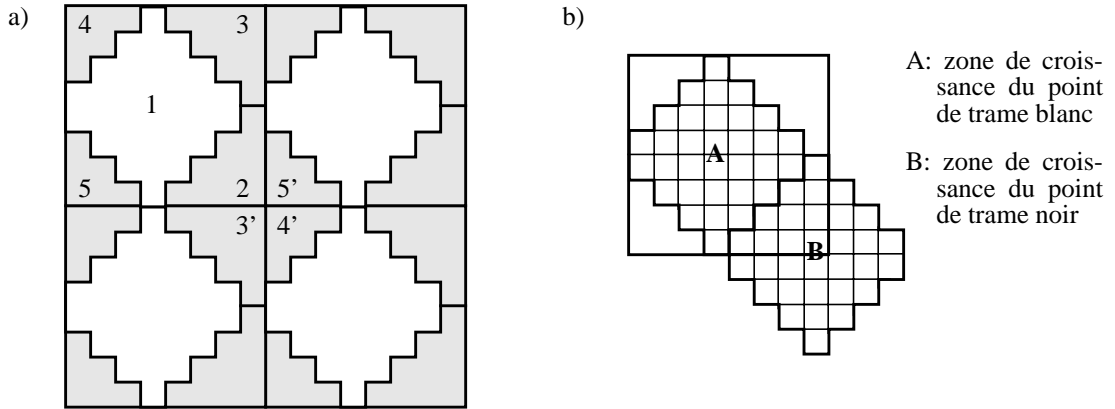 a)
4
3
1
5
2
5’
3’
4’
b)
A
B
A: zone de crois-
sance du point
de trame blanc
B: zone de crois-
sance du point
de trame noir